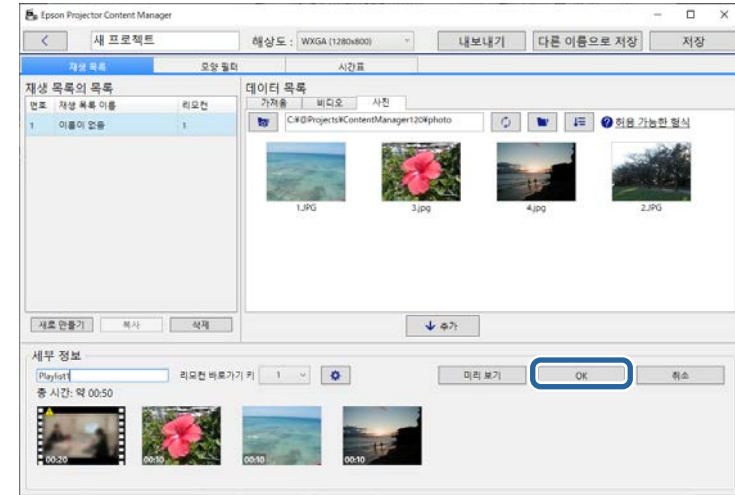 Epson Projector Content Manager
새 프로젝트
해상도 : WXGA (1280x800)
내보내기
다른 이름으로 저장
저장
재생 목록
모양 필터
시간표
재생 목록의 목록
번호 재생 목록 이름 리모컨
1 이름이 없음 1
새로 만들기
복사
삭제
데이터 목록
가져옴 비디오 사진
C:₩@Projects₩ContentManager120₩photo
허용 가능한 형식
1.JPG
3.jpg
4.jpg
2.JPG
추가
세부 정보
Playlist1
리모컨 바로가기 키 1
미리 보기
OK
취소
총 시간: 약 00:50
00:20
00:10
00:10
00:10